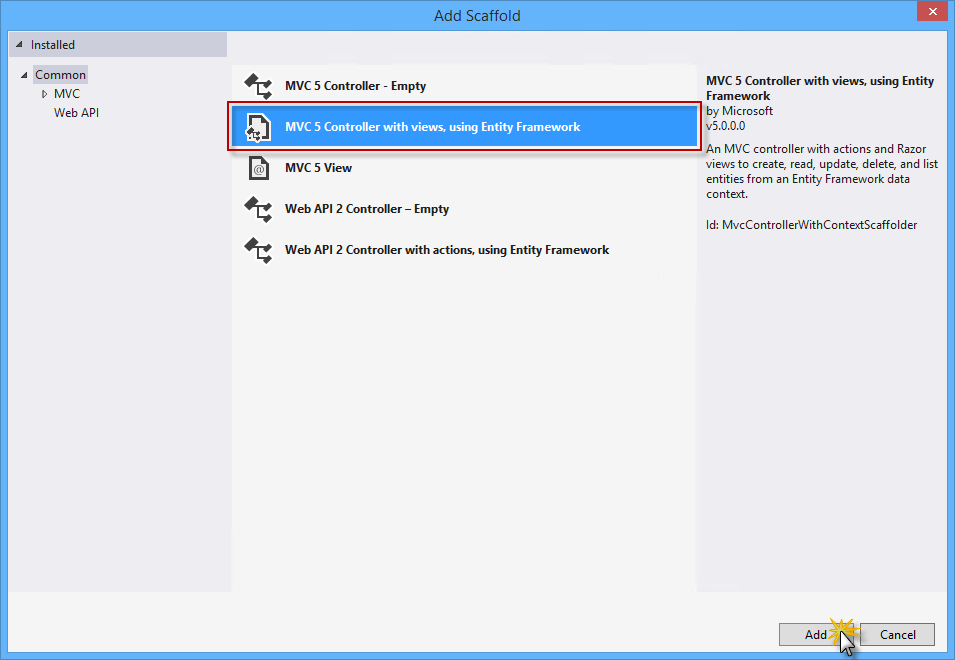 Add Scaffold
Installed
Common
MVC
Web API
MVC 5 Controller - Empty
MVC 5 Controller with views, using Entity Framework
MVC 5 View
Web API 2 Controller – Empty
Web API 2 Controller with actions, using Entity Framework
MVC 5 Controller with views, using Entity
Framework
by Microsoft
v5.0.0.0
An MVC controller with actions and Razor
views to create, read, update, delete, and list
entities from an Entity Framework data
context.
Id: MvcControllerWithContextScaffolder
Add
Cancel